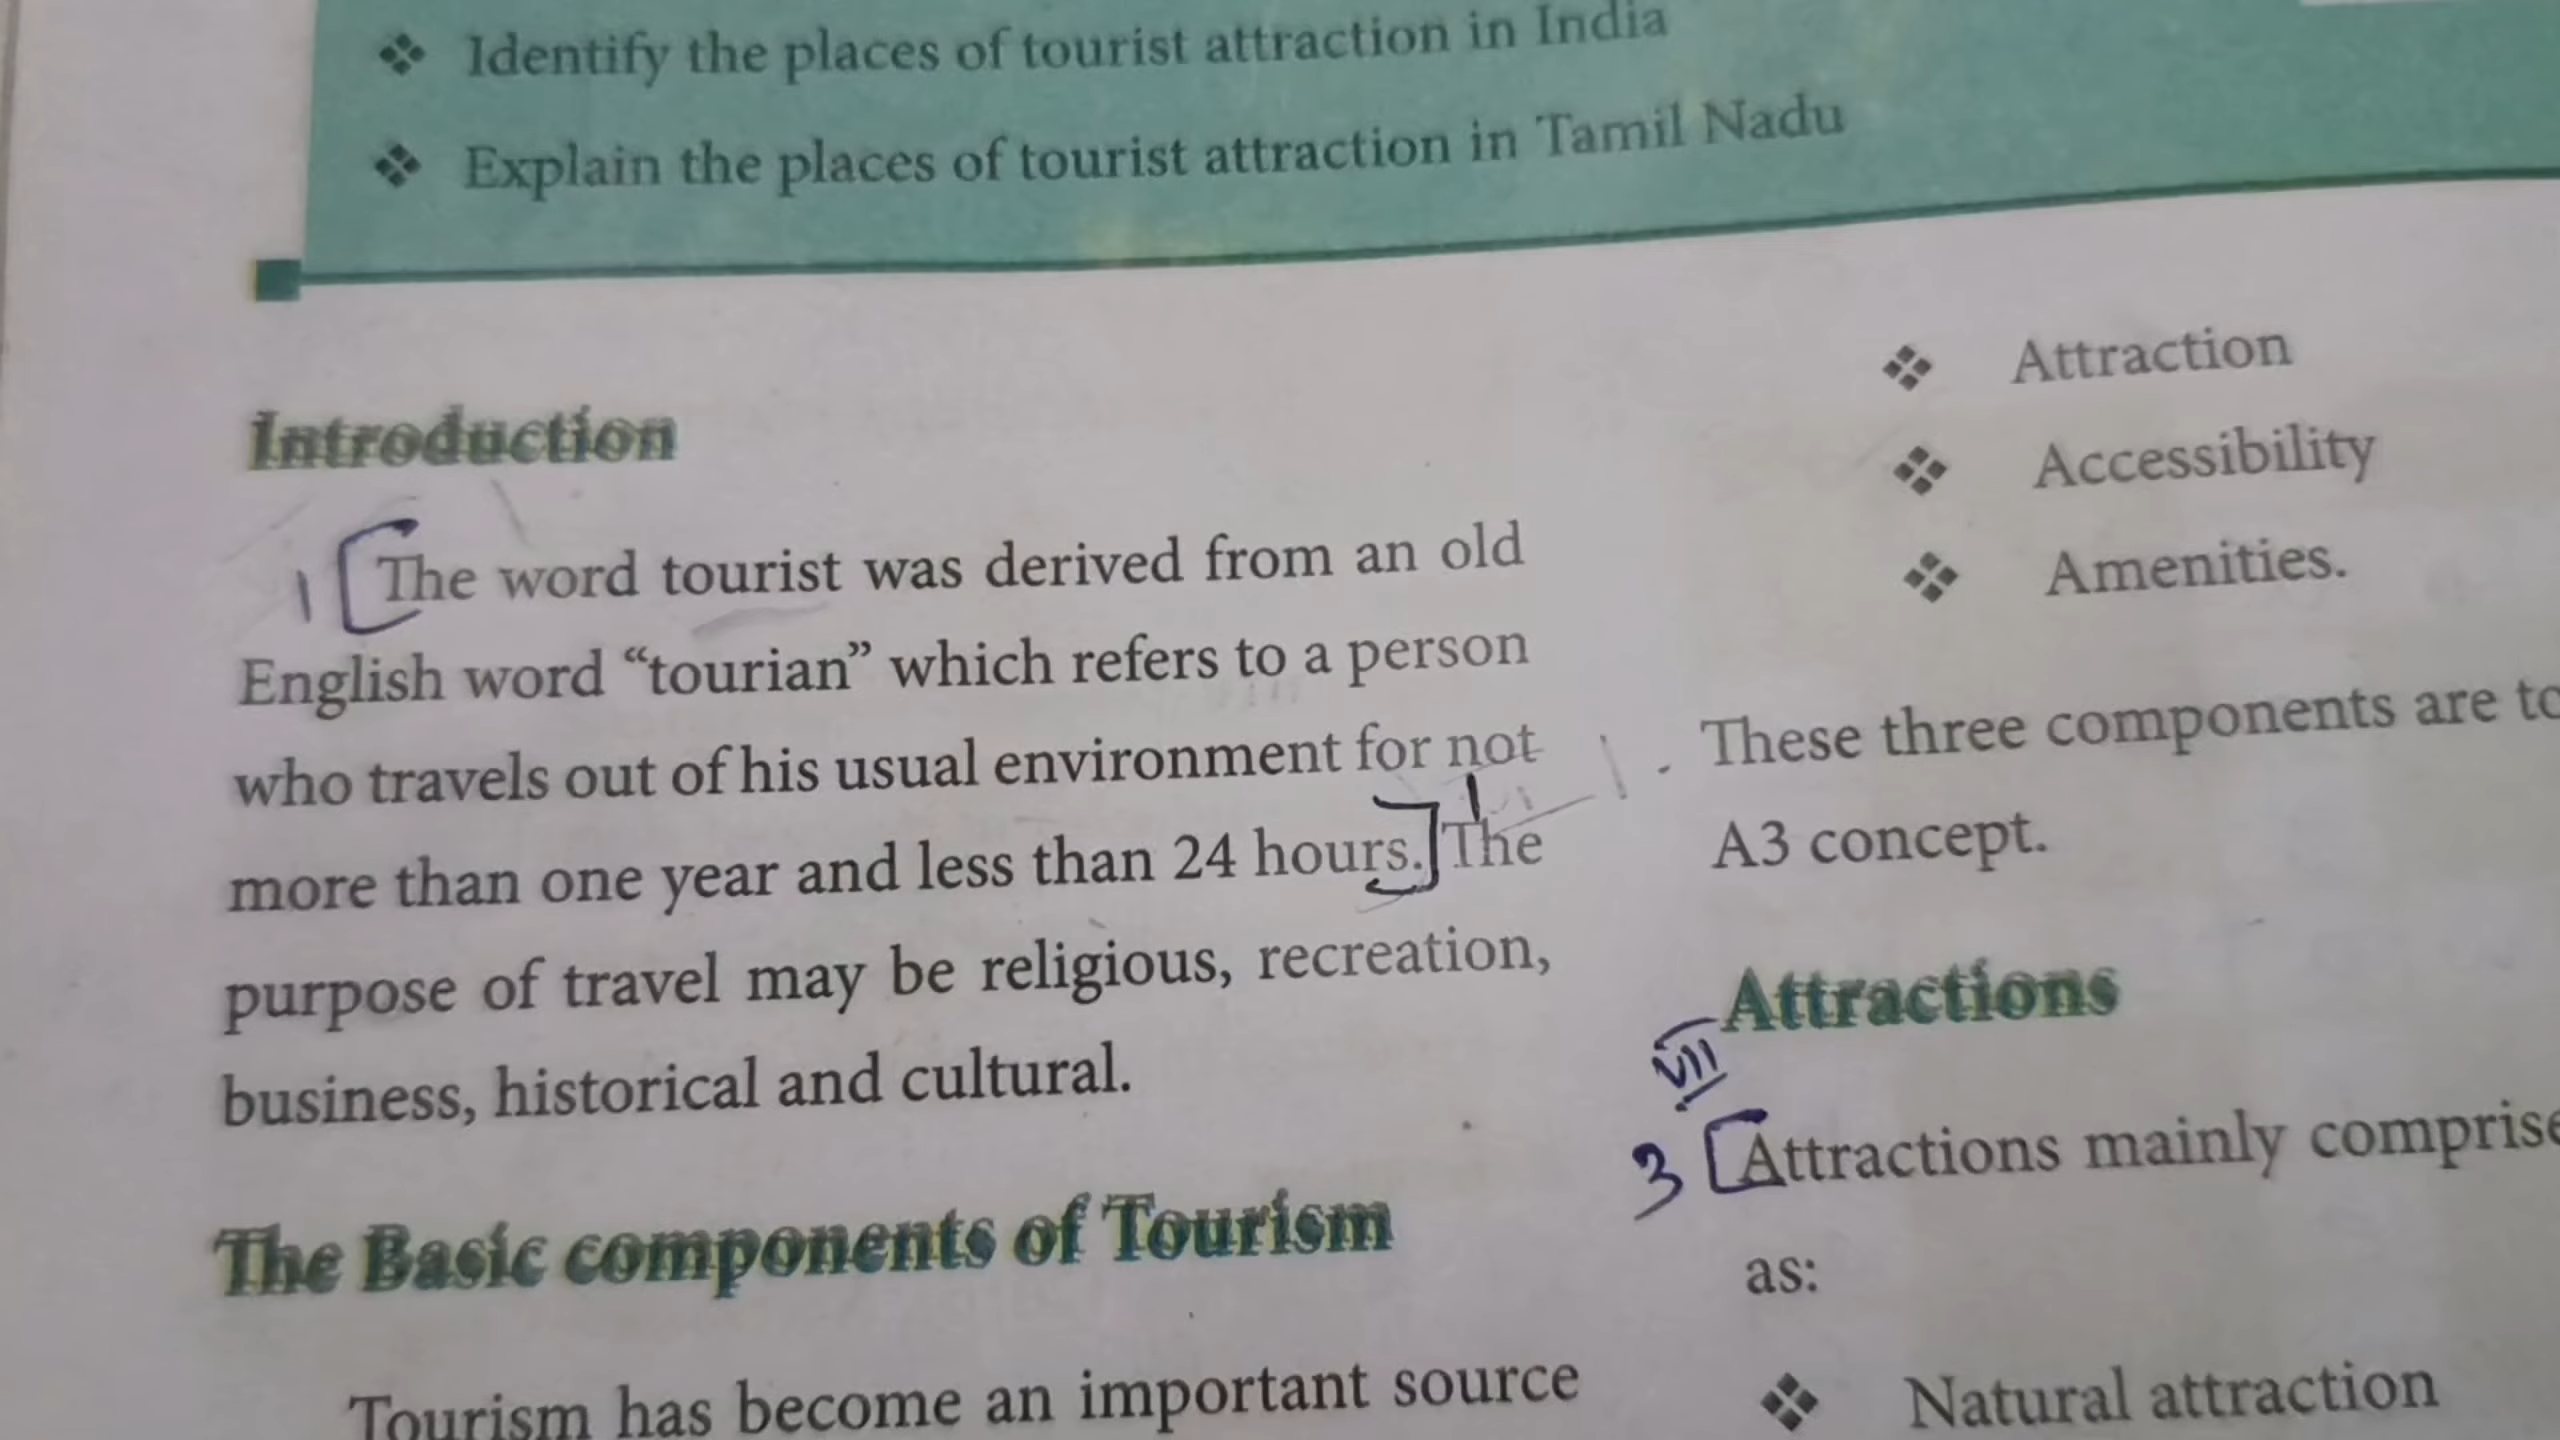 ❖ Identify the places of tourist attraction in India
❖ Explain the places of tourist attraction in Tamil Nadu
Introduction
1 [The word tourist was derived from an old
English word “tourian” which refers to a person
who travels out of his usual environment for not
more than one year and less than 24 hours.] The
purpose of travel may be religious, recreation,
business, historical and cultural.
The Basic components of Tourism
Tourism has become an important source
❖ Attraction
❖ Accessibility
❖ Amenities.
These three components are
A3 concept.
Attractions
VII
3 [Attractions mainly
as:
❖ Natural attraction